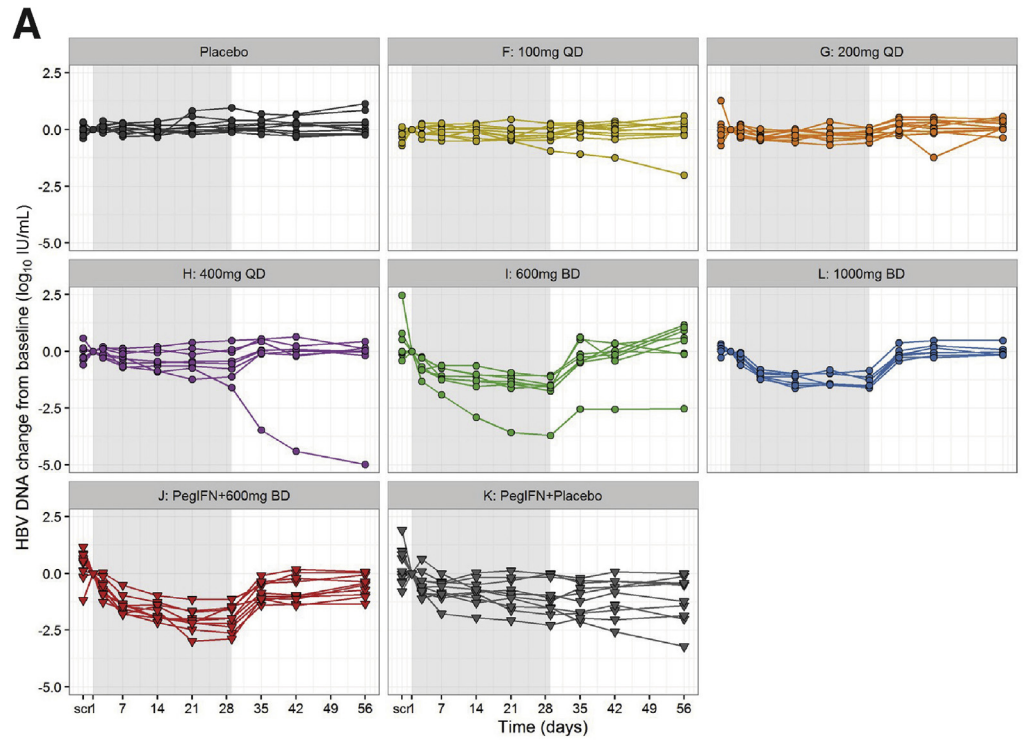 A
Placebo
F: 100mg QD
G: 200mg QD
2.5
0.0
-2.5
-5.0
H: 400mg QD
I: 600mg BD
L: 1000mg BD
2.5
0.0
-2.5
-5.0
J: PegIFN+600mg BD
K: PegIFN+Placebo
2.5
0.0
-2.5
-5.0
HBV DNA change from baseline (log10 IU/mL)
scr1 7 14 21 28 35 42 49 56
scr1 7 14 21 28 35 42 49 56
Time (days)